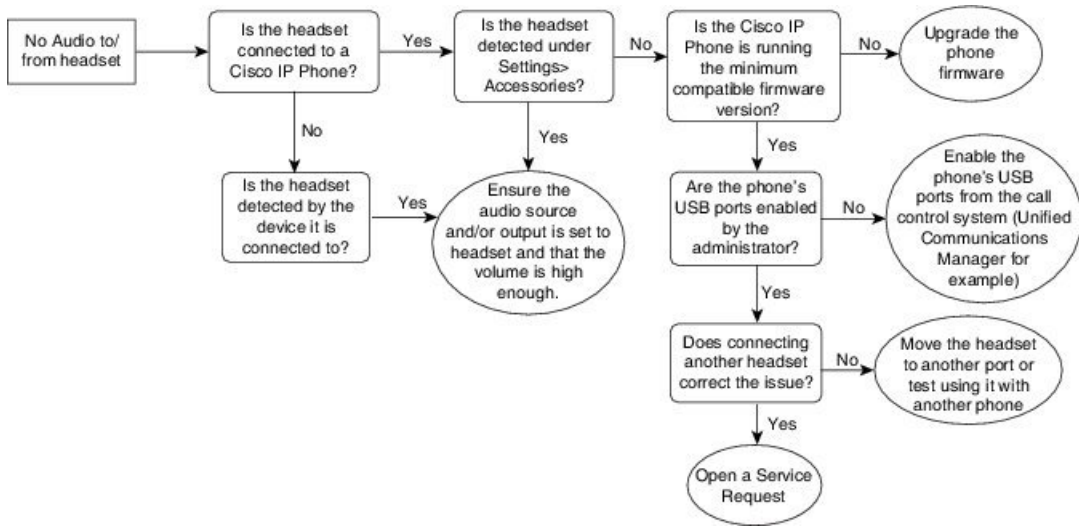 No Audio to/
from headset
Is the headset
connected to a
Cisco IP Phone?
Yes
Is the headset
detected under
Settings>
Accessories?
No
Is the Cisco IP
Phone is running
the minimum
compatible firmware
version?
No
Upgrade the
phone
firmware
No
Yes
Yes
Is the headset
detected by the
device it is
connected to?
Yes
Ensure the
audio source
and/or output is set
to headset and that
the volume is high
enough.
Are the phone's
USB ports enabled
by the
administrator?
No
Enable the
phone's USB
ports from the call
control system (Unified
Communications
Manager for
example)
Yes
Does connecting
another headset
correct the issue?
No
Move the headset
to another port or
test using it with
another phone
Yes
Open a Service
Request